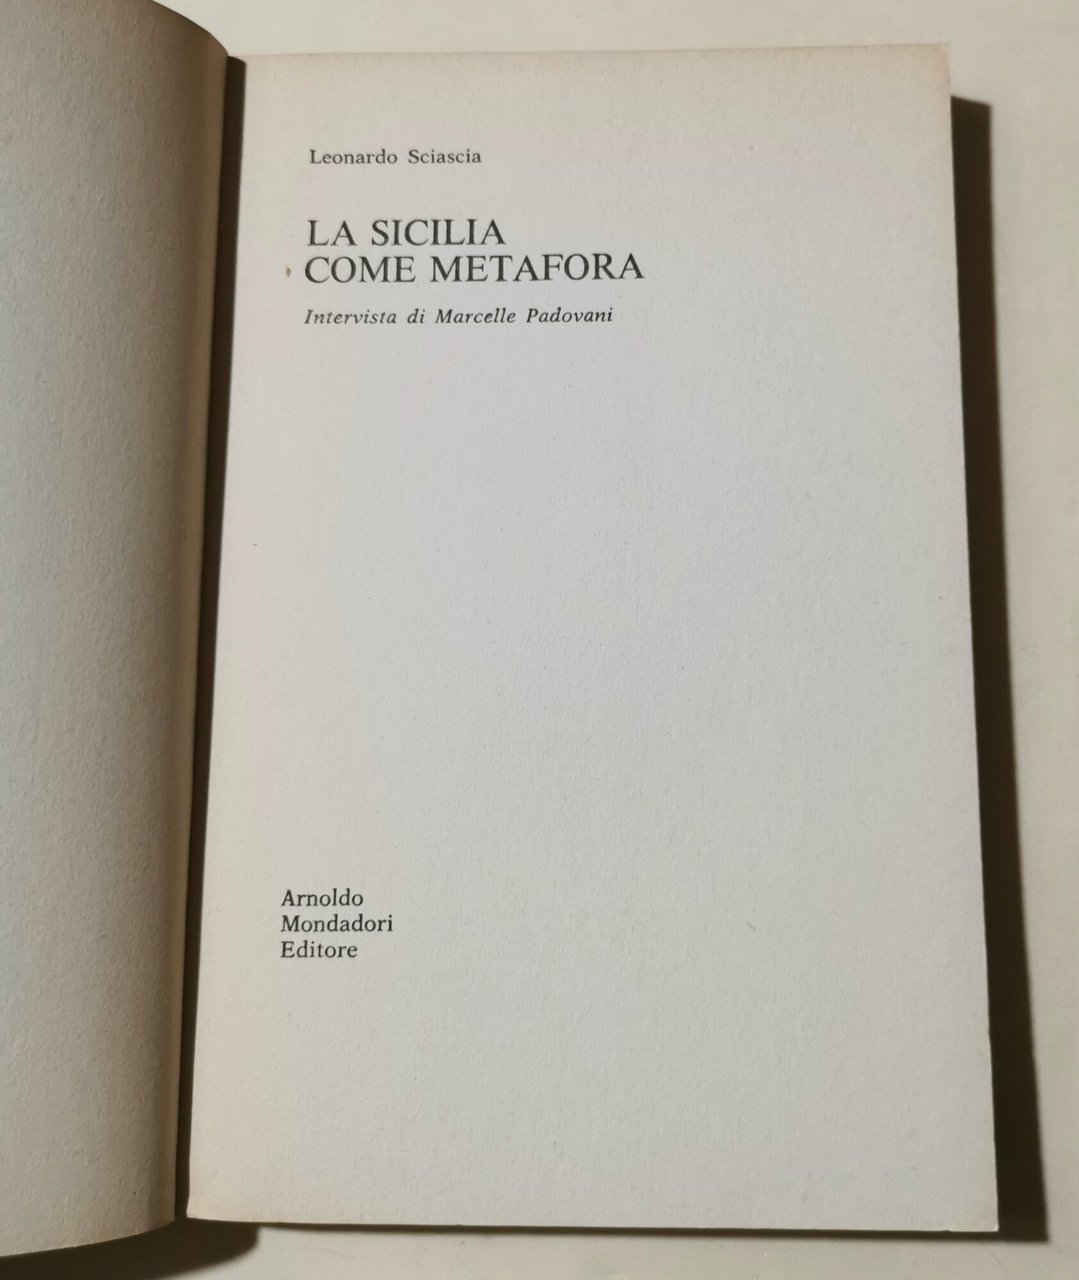 Leonardo Sciascia
LA SICILIA
COME METAFORA
Intervista di Marcelle Padovani
Arnoldo
Mondadori
Editore